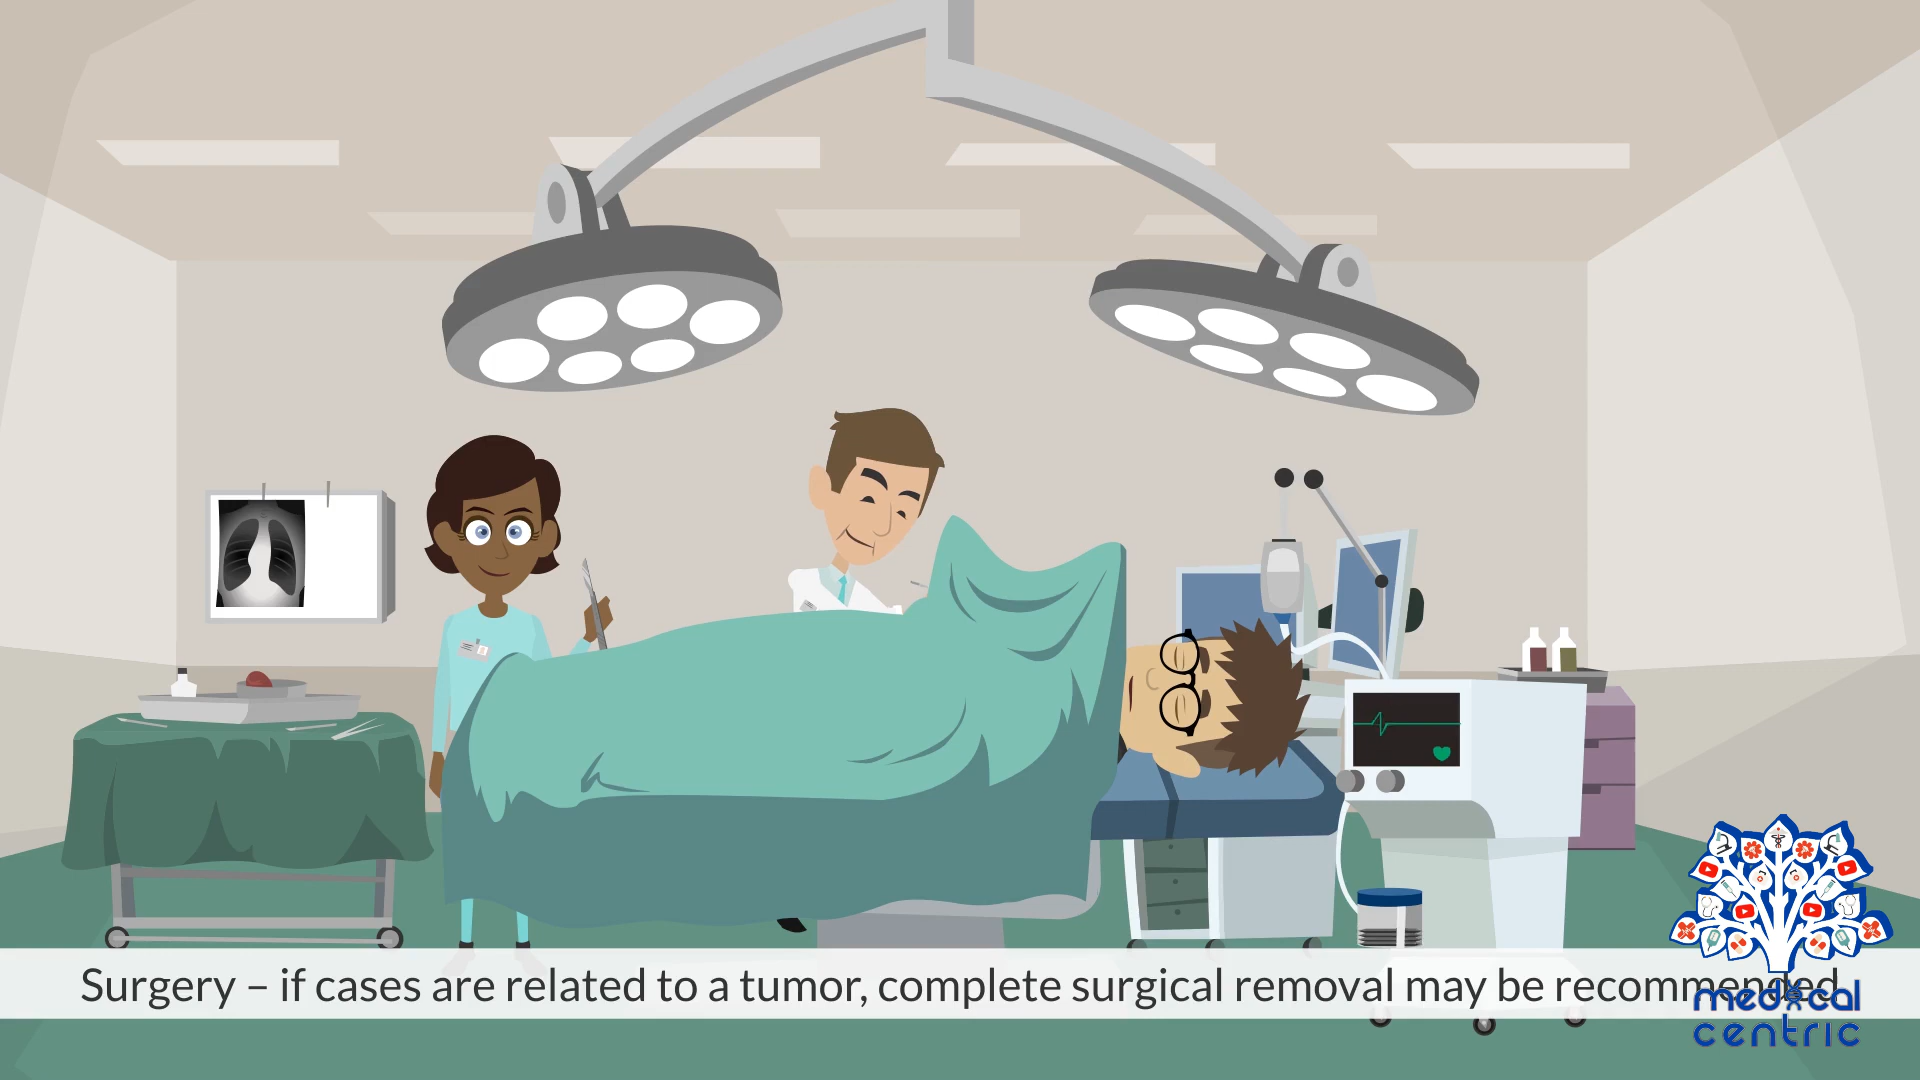 Surgery – if cases are related to a tumor, complete surgical removal may be recommended
medical
centric